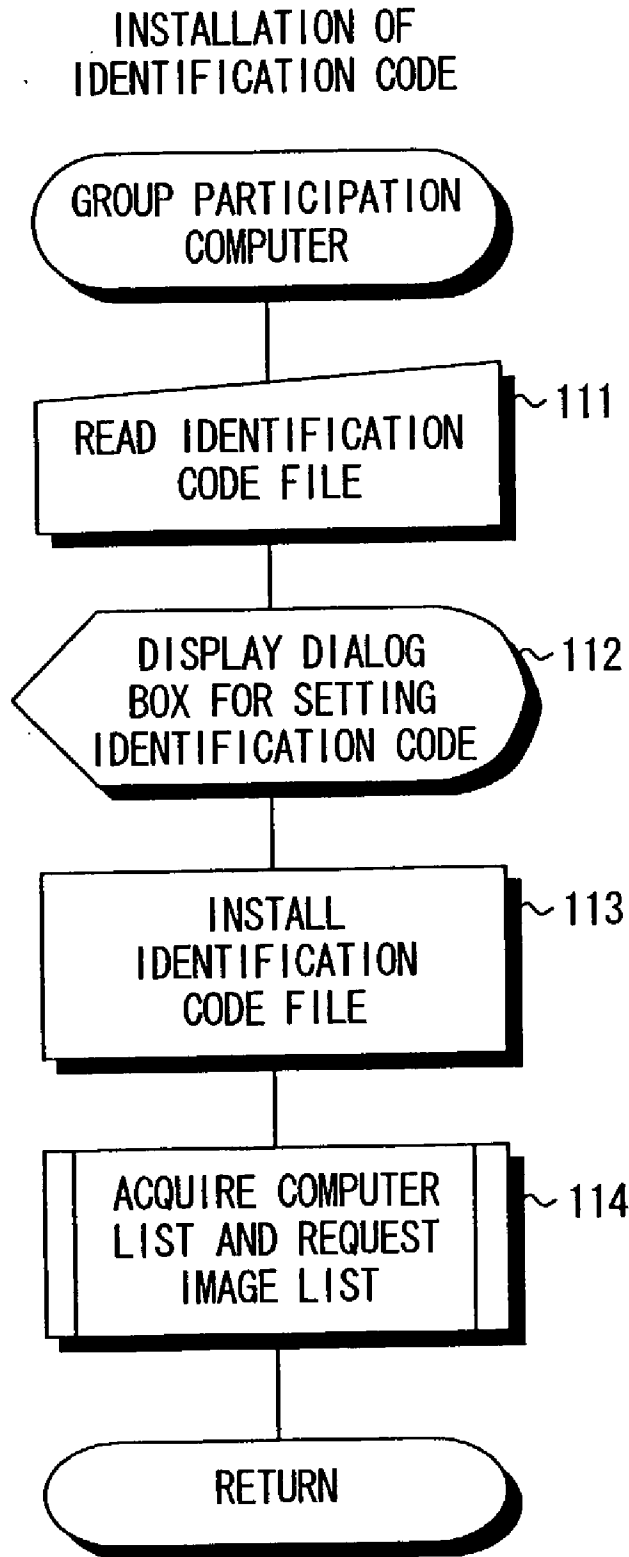 INSTALLATION OF
IDENTIFICATION CODE
GROUP PARTICIPATION
COMPUTER
READ IDENTIFICATION
CODE FILE
111
DISPLAY DIALOG
BOX FOR SETTING
IDENTIFICATION CODE
112
INSTALL
IDENTIFICATION
CODE FILE
113
ACQUIRE COMPUTER
LIST AND REQUEST
IMAGE LIST
114
RETURN